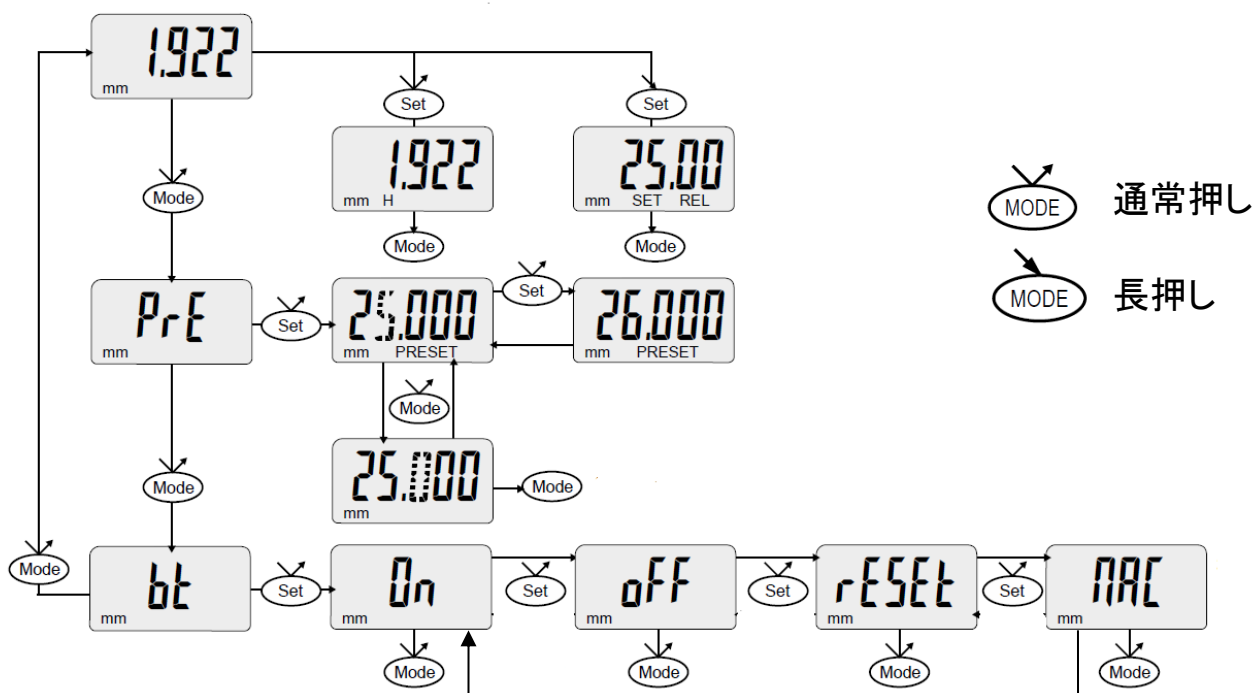 1.922
mm
Set
Set
1.922
mm H
25.00
mm SET REL
Mode
Mode
Mode
MODE 通常押し
MODE 長押し
PrE
mm
Set
25.000
mm PRESET
Set
26.000
mm PRESET
Mode
25.000
mm
Mode
Mode
Mode
bt
mm
Set
On
mm
Set
oFF
mm
Set
rESEt
mm
Set
MAC
mm
Mode
Mode
Mode
Mode